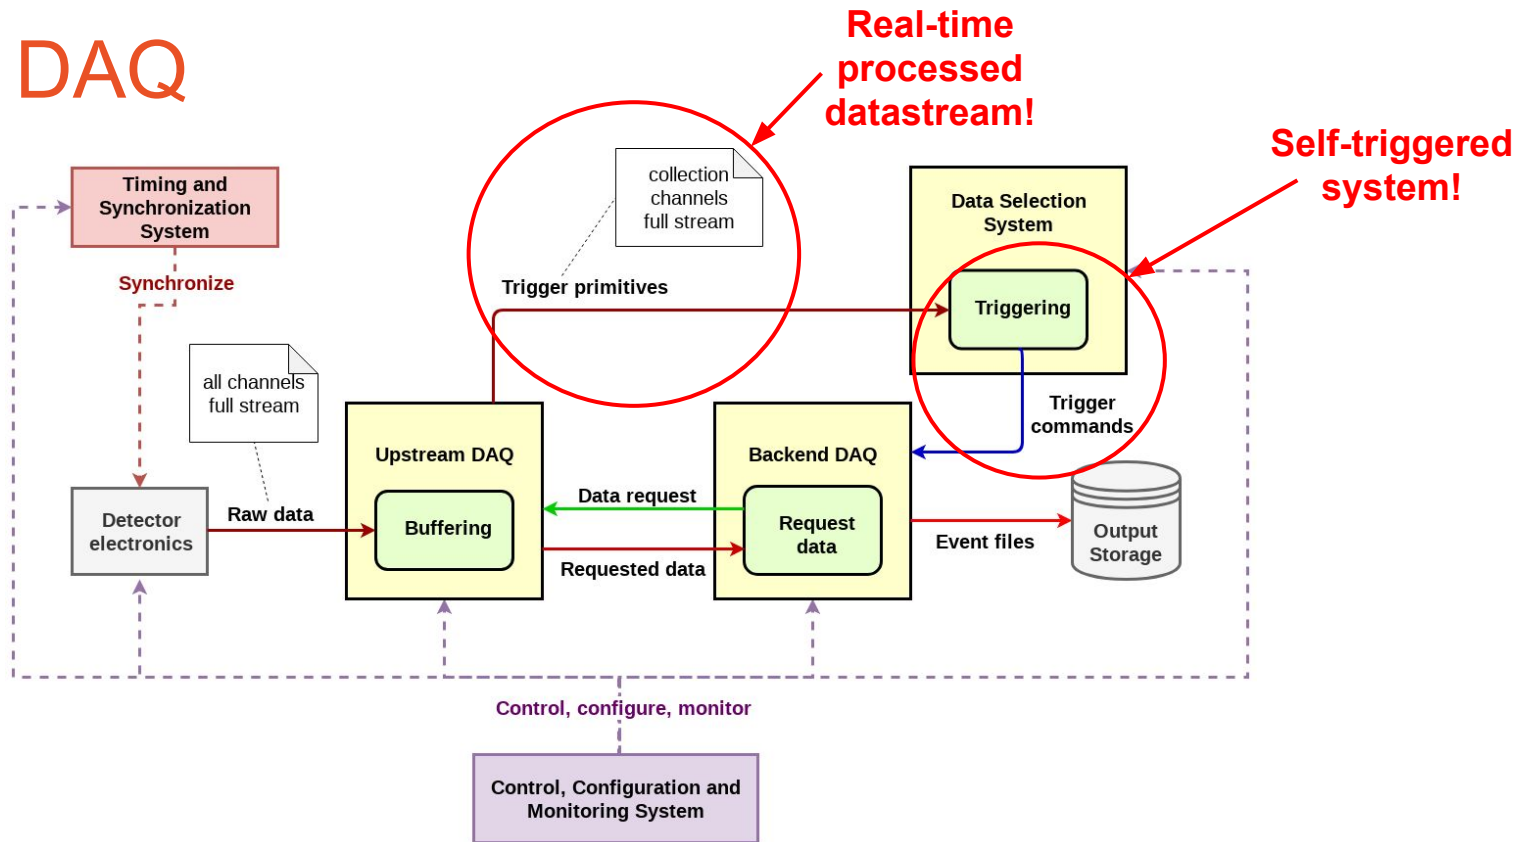 DAQ
Real-time
processed
datastream!
Self-triggered
system!
Timing and
Synchronization
System
Synchronize
collection
channels
full stream
Trigger primitives
Data Selection
System
Triggering
Trigger
commands
all channels
full stream
Upstream DAQ
Buffering
Backend DAQ
Request
data
Data request
Requested data
Detector
electronics
Raw data
Event files
Output
Storage
Control, configure, monitor
Control, Configuration and
Monitoring System